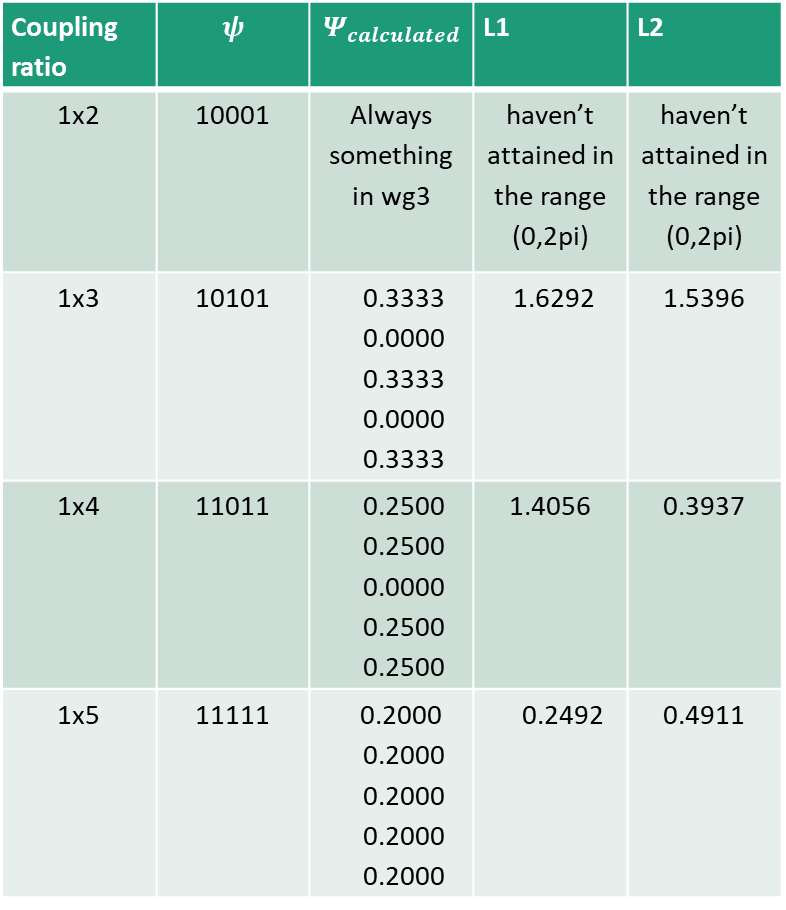 Coupling ratio ψ Ψcalculated L1 L2
1x2 10001 Always something in wg3 haven’t attained in the range (0,2pi) haven’t attained in the range (0,2pi)
1x3 10101 0.3333 1.6292 1.5396
0.0000
0.3333
0.0000
0.3333
1x4 11011 0.2500 1.4056 0.3937
0.2500
0.0000
0.2500
0.2500
1x5 11111 0.2000 0.2492 0.4911
0.2000
0.2000
0.2000
0.2000